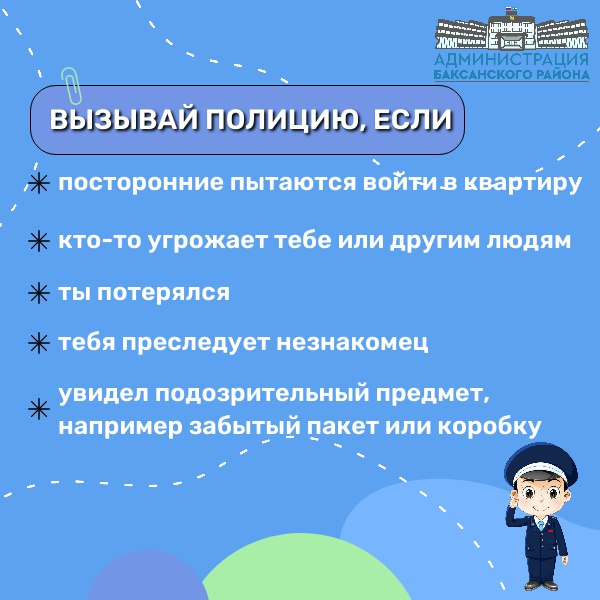 АДМИНИСТРАЦИЯ
БАКСАНСКОГО РАЙОНА
ВЫЗЫВАЙ ПОЛИЦИЮ, ЕСЛИ
посторонние пытаются войти в квартиру
кто-то угрожает тебе или другим людям
ты потерялся
тебя преследует незнакомец
увидел подозрительный предмет,
например забытый пакет или коробку